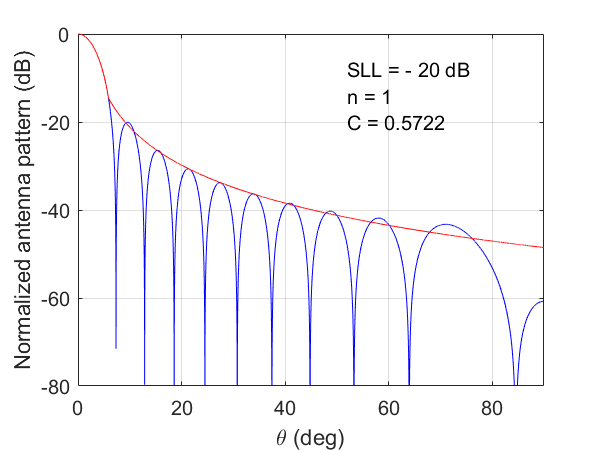 Normalized antenna pattern (dB)
0
-20
-40
-60
-80
SLL = - 20 dB
n = 1
C = 0.5722
0 20 40 60 80
θ (deg)